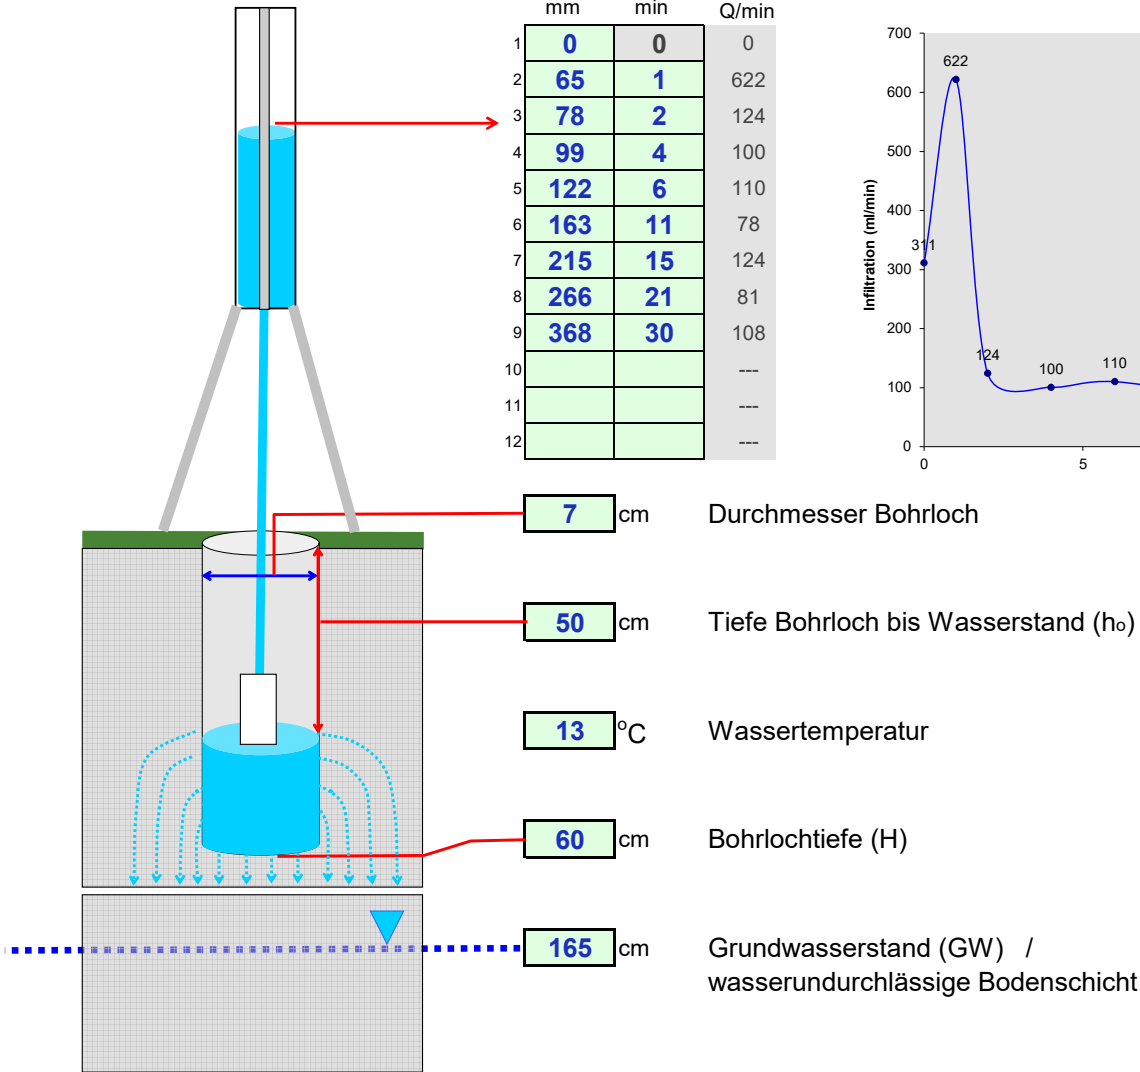 mm min Q/min
1 0 0 0
2 65 1 622
3 78 2 124
4 99 4 100
5 122 6 110
6 163 11 78
7 215 15 124
8 266 21 81
9 368 30 108
10 ---
11 ---
12 ---
700
600
500
400
300
200
100
0
0 5
Infiltration (ml/min)
311
622
124
100
110
7 cm Durchmesser Bohrloch
50 cm Tiefe Bohrloch bis Wasserstand (ho)
13 °C Wassertemperatur
60 cm Bohrlochtiefe (H)
165 cm Grundwasserstand (GW) /
wasserundurchlässige Bodenschicht